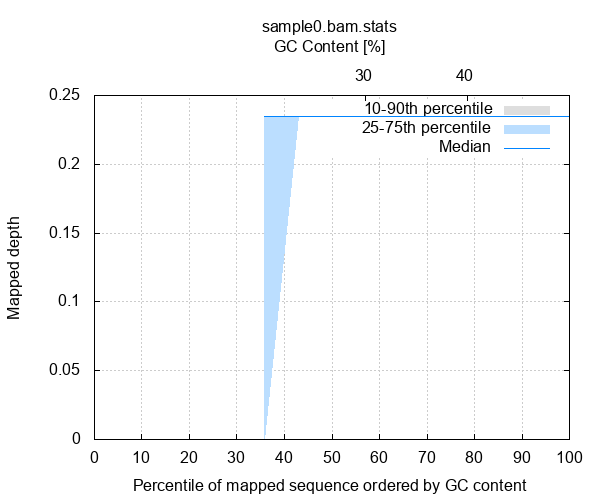 sample0.bam.stats
GC Content [%]
30 40
10-90th percentile
25-75th percentile
Median
0.25
0.2
0.15
0.1
0.05
0
Mapped depth
0 10 20 30 40 50 60 70 80 90 100
Percentile of mapped sequence ordered by GC content